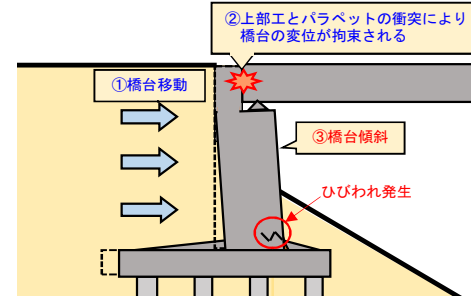 ②上部工とパラペットの衝突により
橋台の変位が拘束される
①橋台移動
③橋台傾斜
ひびわれ発生